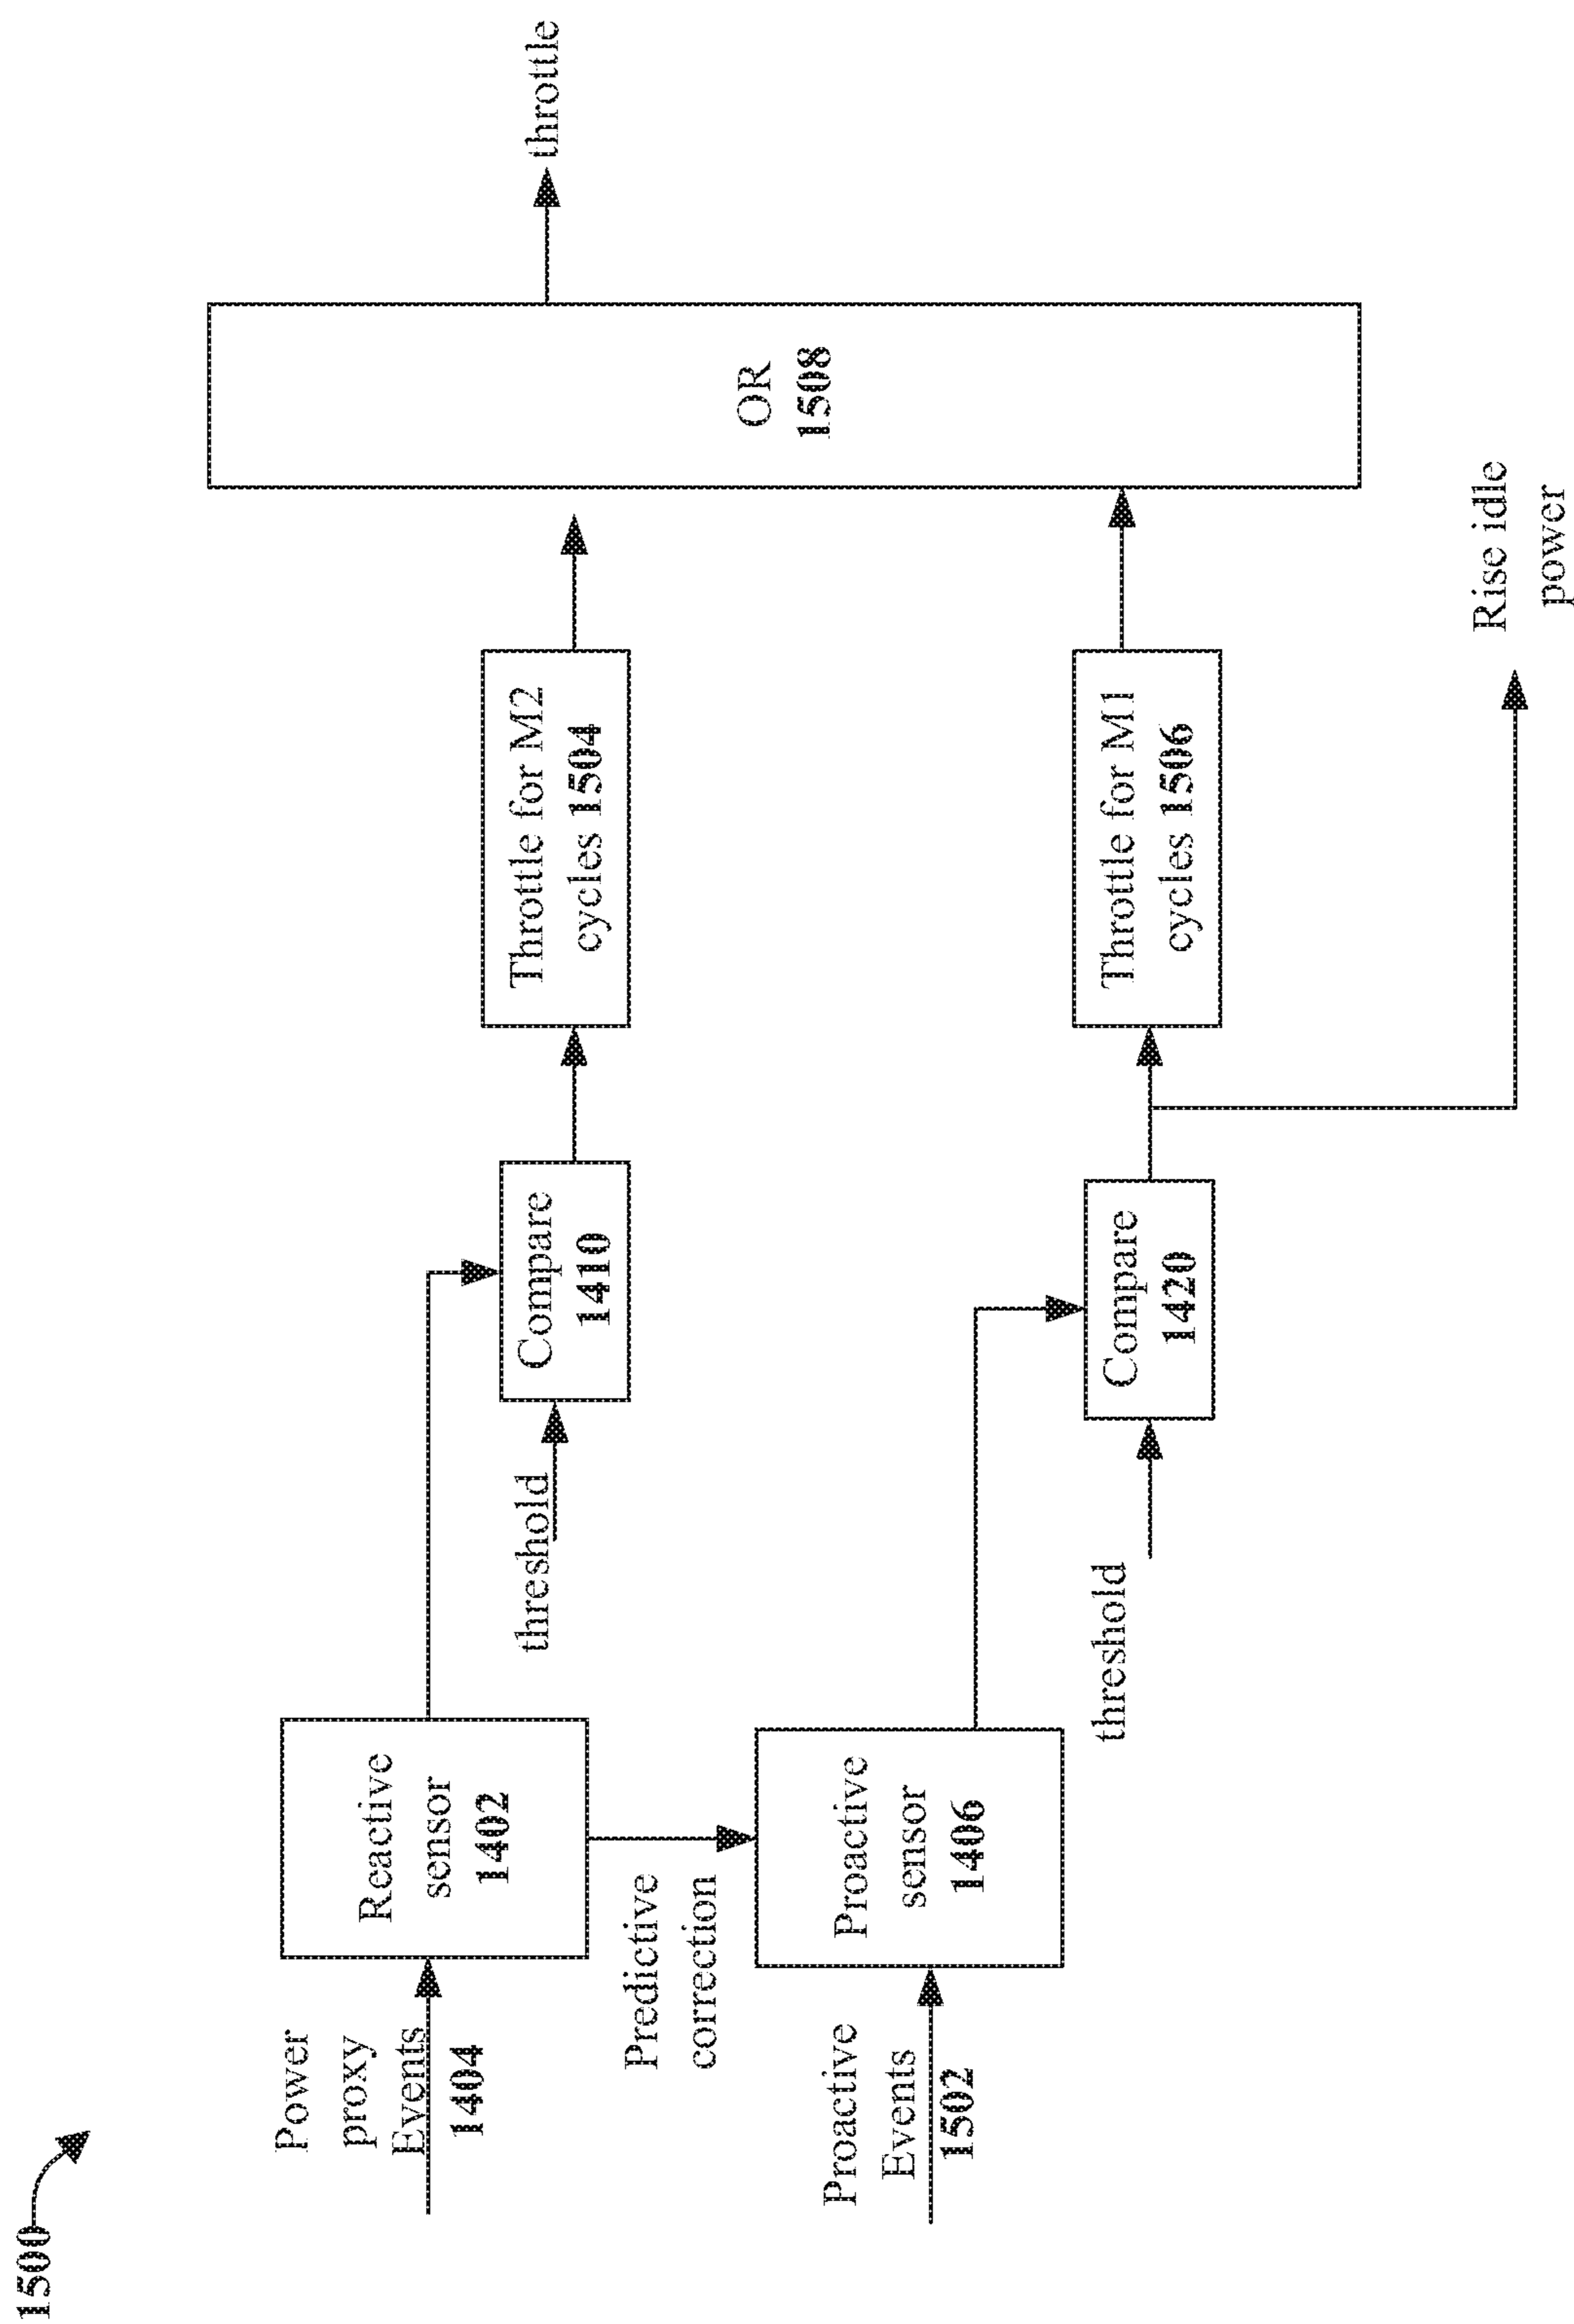 1500
Power
proxy
Events
1404
Reactive
sensor
1402
threshold
Compare
1410
Throttle for M2
cycles 1504
throttle
Predictive
correction
OR
1508
Proactive
Events
1502
Proactive
sensor
1406
threshold
Compare
1420
Throttle for M1
cycles 1506
Rise idle
power